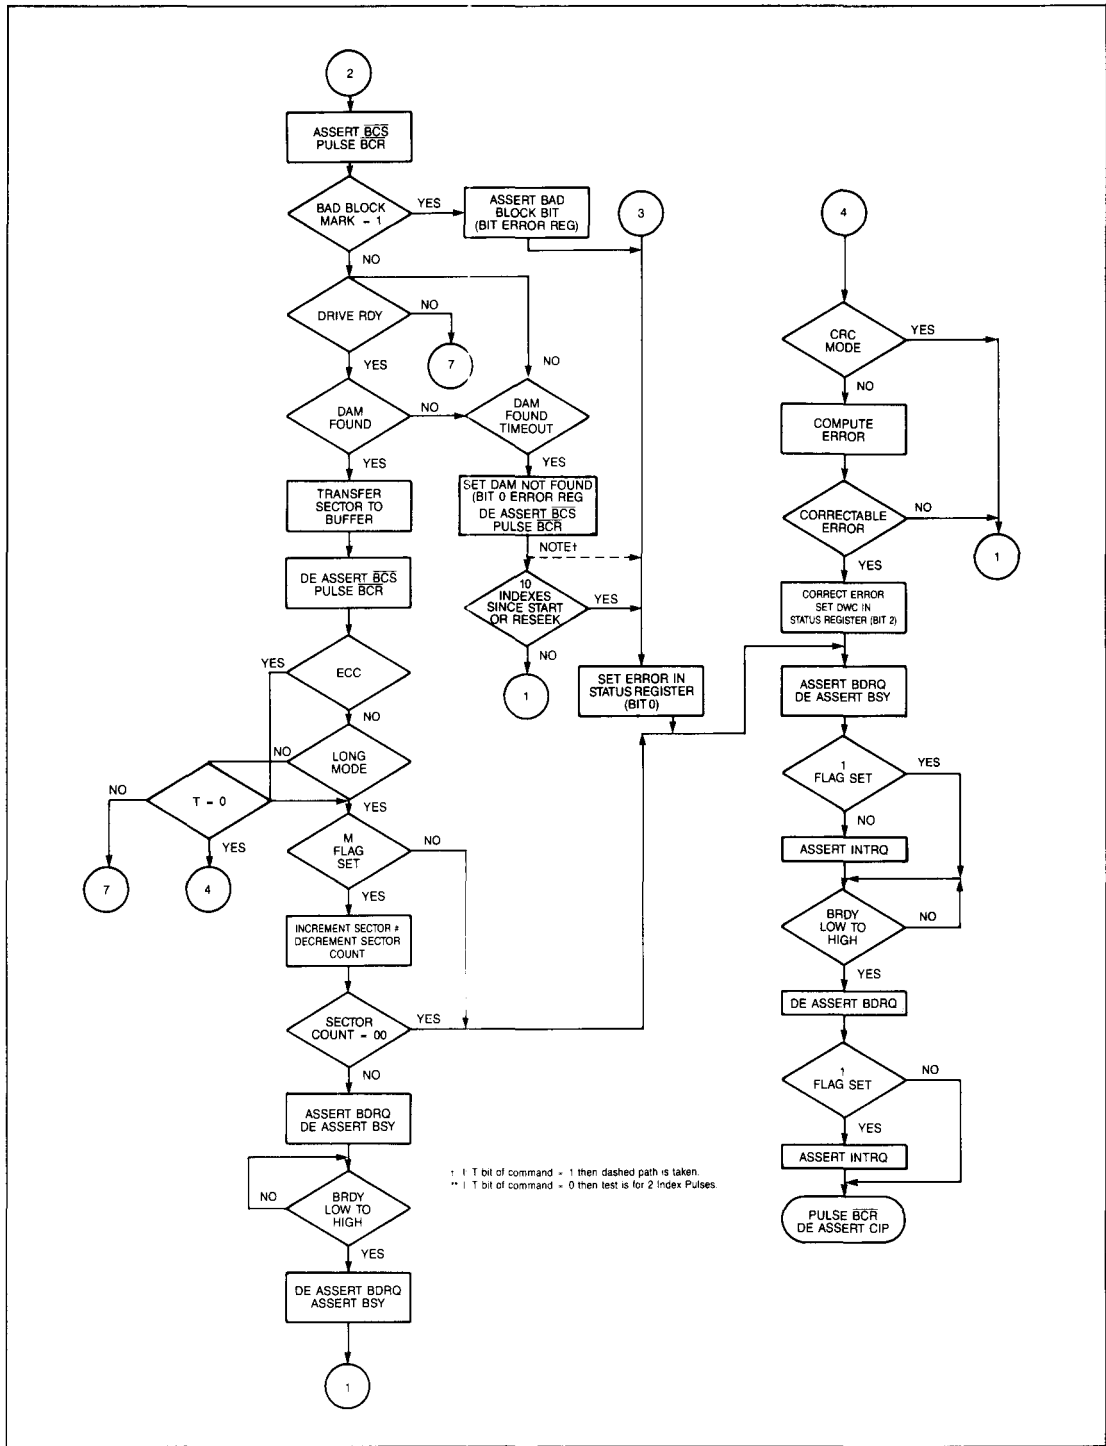 2
ASSERT BCS
PULSE BCR
BAD BLOCK
MARK = 1
YES
NO
ASSERT BAD
BLOCK BIT
(BIT ERROR REG)
3
DRIVE RDY
NO
7
YES
NO
DAM
FOUND
NO
YES
DAM
FOUND
TIMEOUT
YES
TRANSFER
SECTOR TO
BUFFER
SET DAM NOT FOUND
(BIT 0 ERROR REG
DE ASSERT BCS
PULSE BCR
NOTE†
DE ASSERT BCS
PULSE BCR
10
INDEXES
SINCE START
OR RESEEK
YES
NO
1
SET ERROR IN
STATUS REGISTER
(BIT 0)
YES
ECC
NO
NO
LONG
MODE
YES
NO
T = 0
YES
7
4
M
FLAG
SET
NO
YES
INCREMENT SECTOR #
DECREMENT SECTOR
COUNT
SECTOR
COUNT = 00
YES
NO
ASSERT BDRQ
DE ASSERT BSY
NO
BRDY
LOW TO
HIGH
YES
DE ASSERT BDRQ
ASSERT BSY
1
† I T bit of command = 1 then dashed path is taken.
** I T bit of command = 0 then test is for 2 Index Pulses.
4
CRC
MODE
YES
NO
COMPUTE
ERROR
CORRECTABLE
ERROR
NO
YES
1
CORRECT ERROR
SET DWC IN
STATUS REGISTER (BIT 2)
ASSERT BDRQ
DE ASSERT BSY
1
FLAG SET
YES
NO
ASSERT INTRQ
BRDY
LOW TO
HIGH
NO
YES
DE ASSERT BDRQ
1
FLAG SET
NO
YES
ASSERT INTRQ
PULSE BCR
DE ASSERT CIP